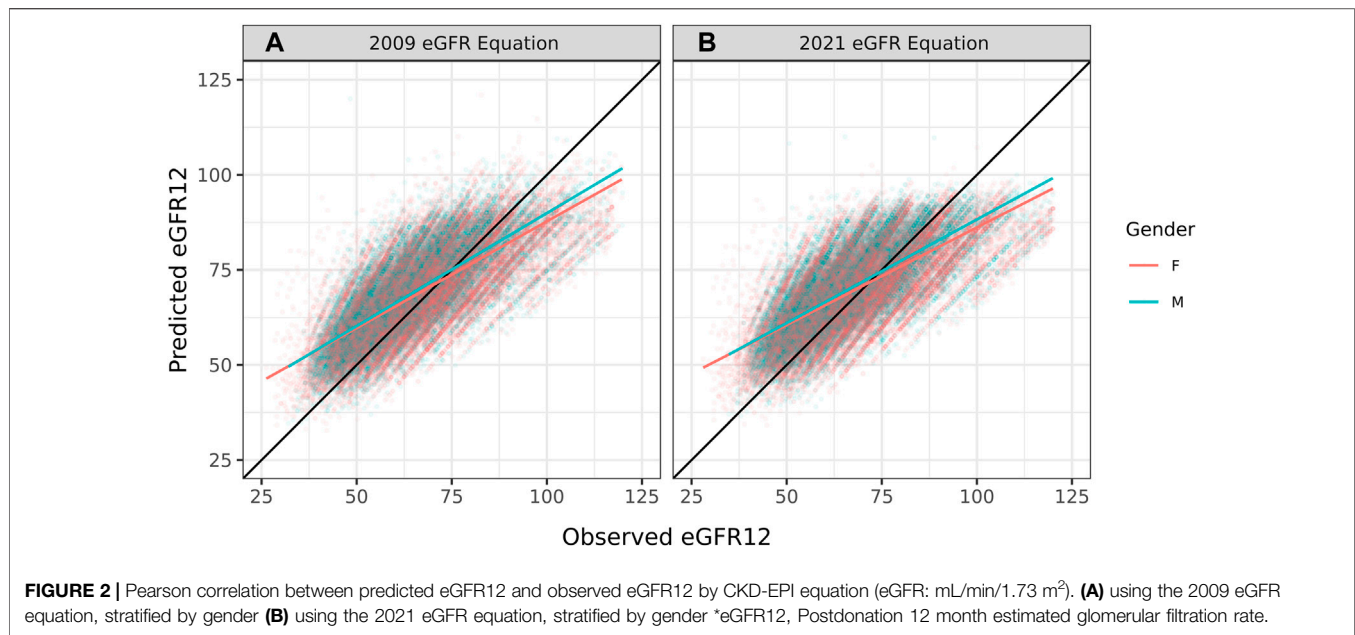 A 2009 eGFR Equation
B 2021 eGFR Equation
Predicted eGFR12
125
100
75
50
25
25 50 75 100 125
25 50 75 100 125
Observed eGFR12
Gender
F
M
FIGURE 2 | Pearson correlation between predicted eGFR12 and observed eGFR12 by CKD-EPI equation (eGFR: mL/min/1.73 m²). (A) using the 2009 eGFR
equation, stratified by gender (B) using the 2021 eGFR equation, stratified by gender *eGFR12, Postdonation 12 month estimated glomerular filtration rate.